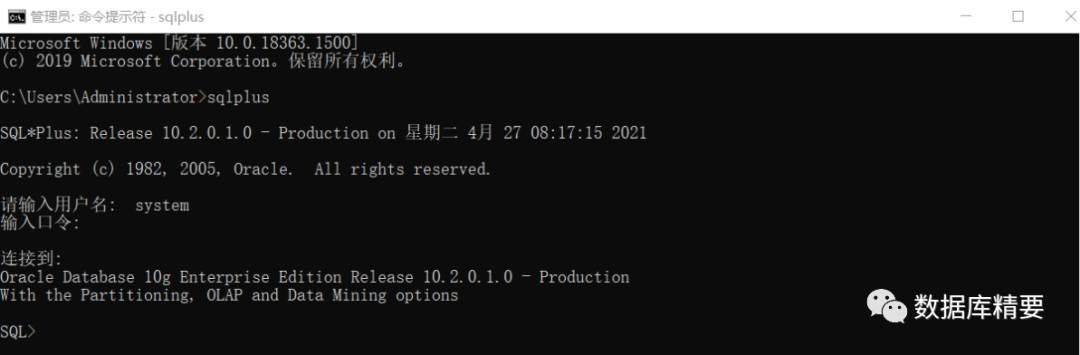 管理员: 命令提示符 - sqlplus
Microsoft Windows [版本 10.0.18363.1500]
(c) 2019 Microsoft Corporation。保留所有权利。
C:\Users\Administrator>sqlplus
SQL*Plus: Release 10.2.0.1.0 - Production on 星期二 4月 27 08:17:15 2021
Copyright (c) 1982, 2005, Oracle.  All rights reserved.
请输入用户名:  system
输入口令:
连接到:
Oracle Database 10g Enterprise Edition Release 10.2.0.1.0 - Production
With the Partitioning, OLAP and Data Mining options
SQL>
数据库精要